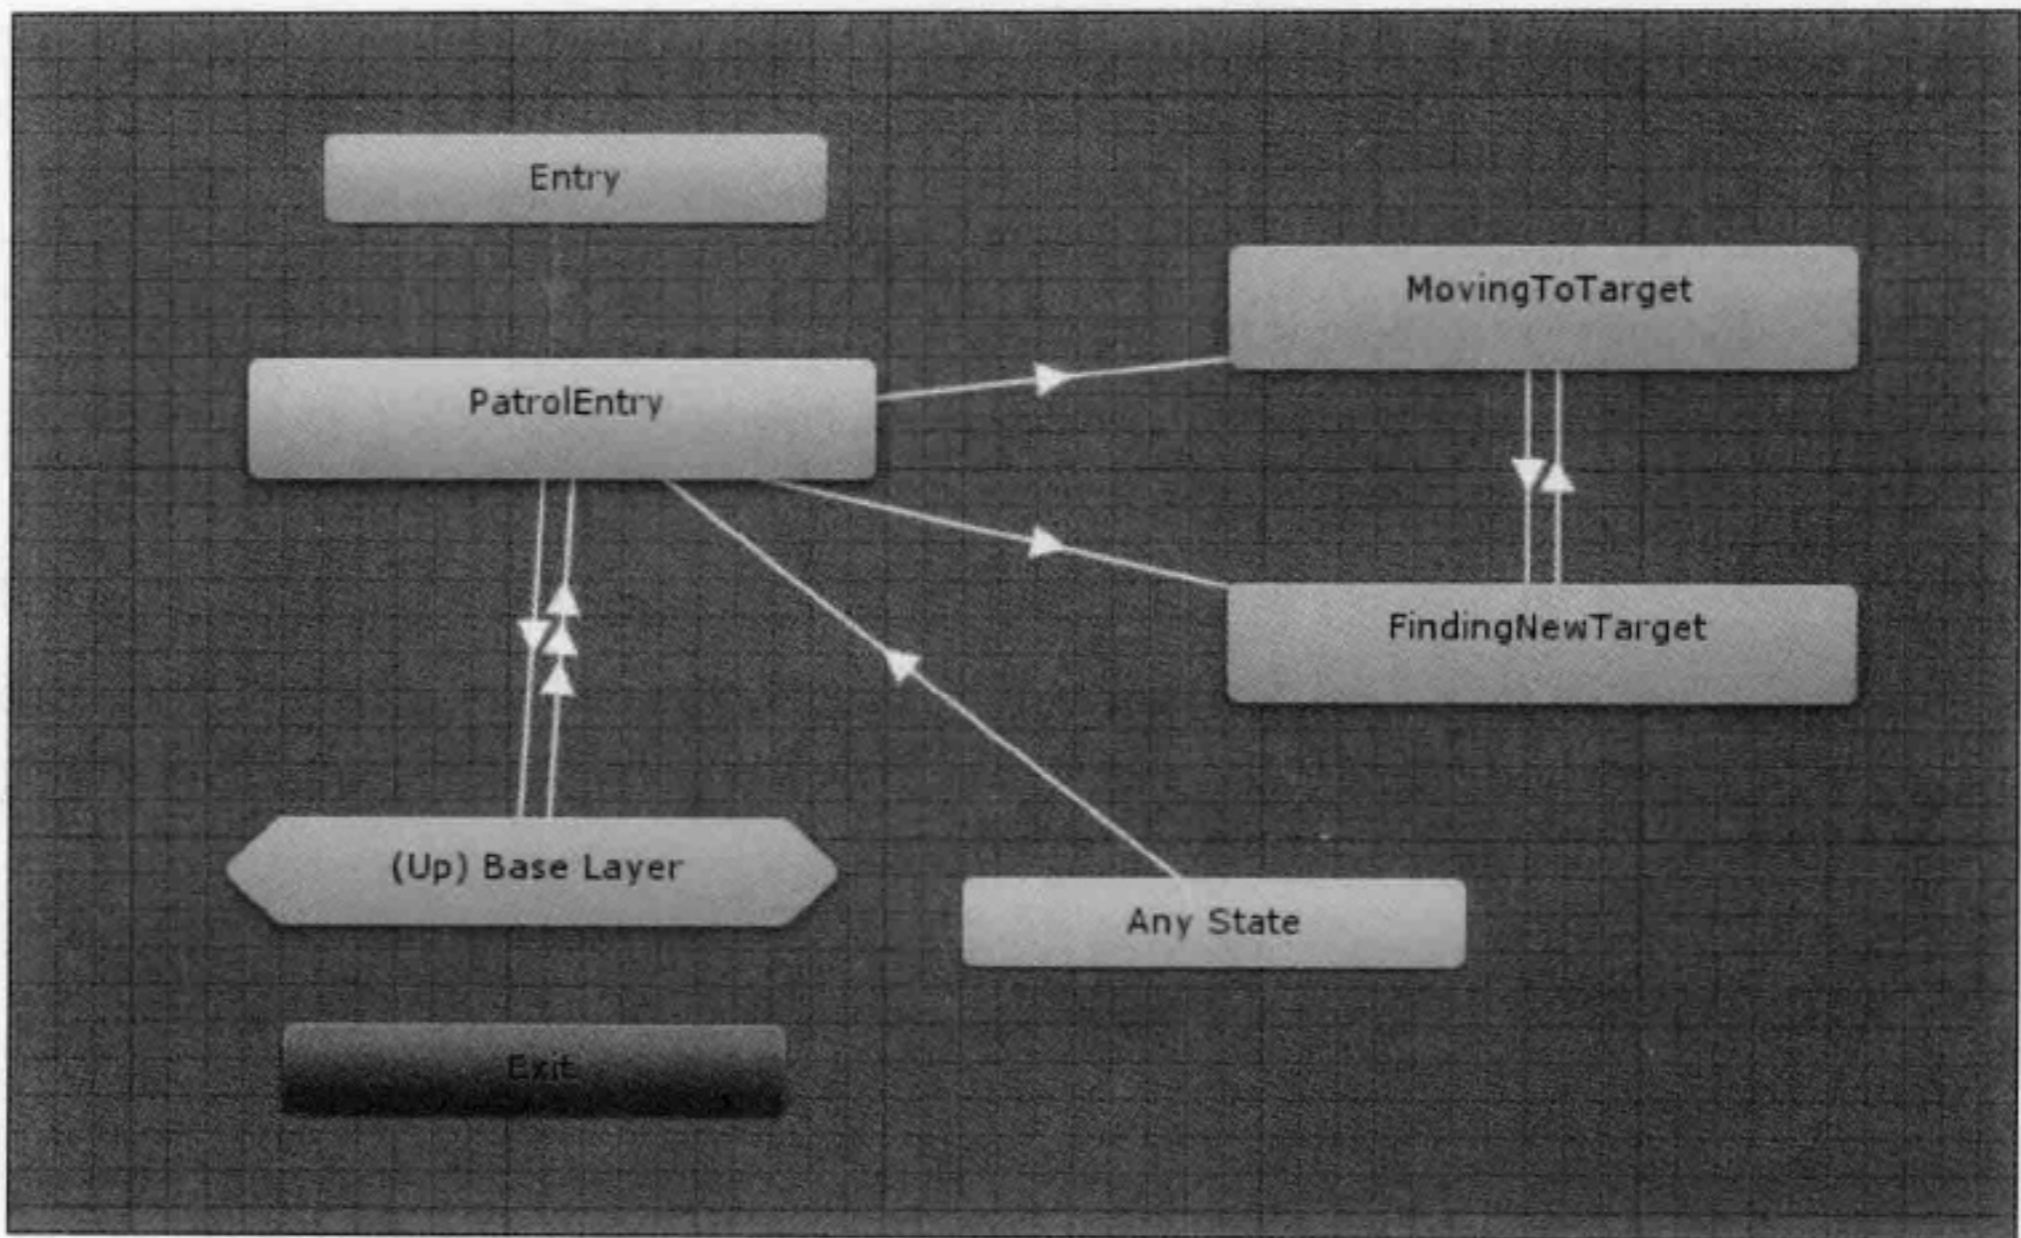 Entry
MovingToTarget
PatrolEntry
FindingNewTarget
(Up) Base Layer
Any State
Exit